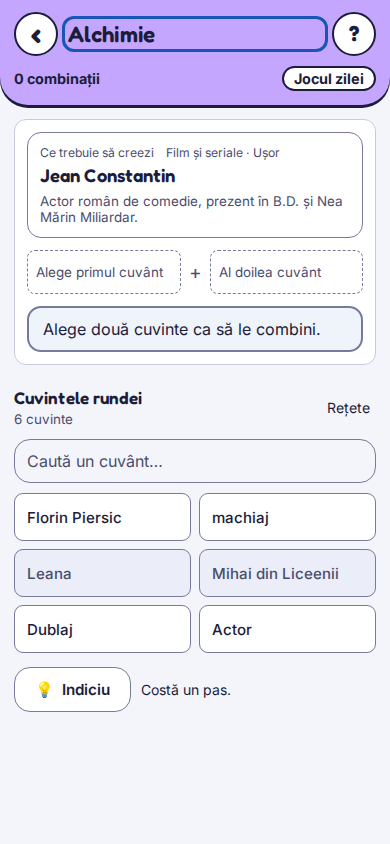 Alchimie
?
0 combinații
Jocul zilei
Ce trebuie să creezi Film și seriale · Ușor
Jean Constantin
Actor român de comedie, prezent în B.D. și Nea
Mărin Miliardar.
Alege primul cuvânt + Al doilea cuvânt
Alege două cuvinte ca să le combini.
Cuvintele rundei
6 cuvinte
Rețete
Caută un cuvânt...
Florin Piersic
machiaj
Leana
Mihai din Liceenii
Dublaj
Actor
💡 Indiciu
Costă un pas.